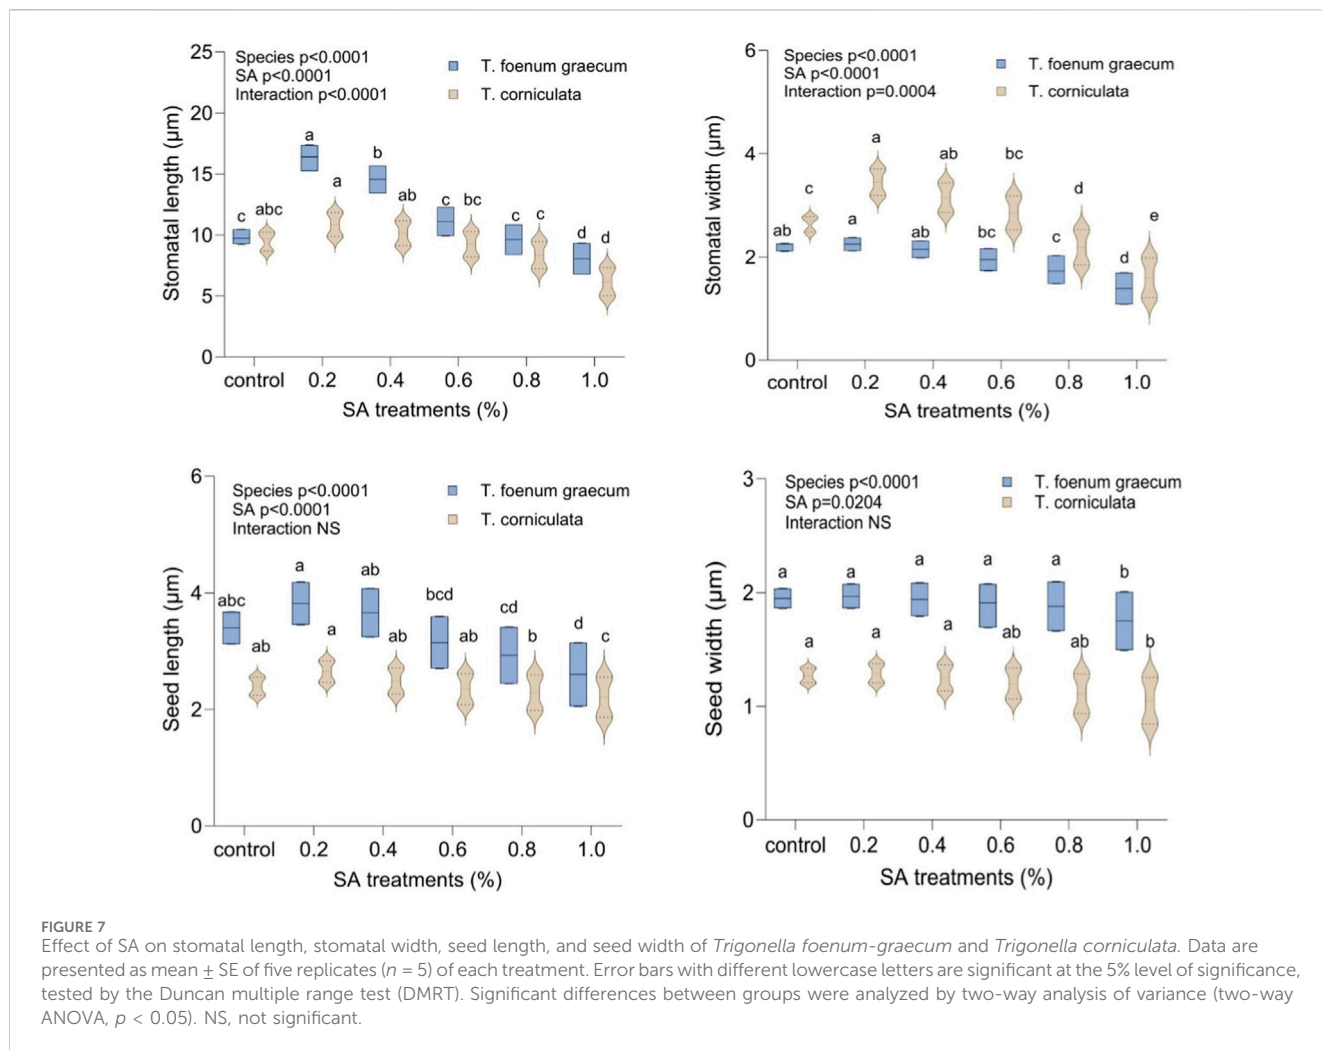 25
20
15
10
5
0
Stomatal length (µm)
Species p<0.0001
SA p<0.0001
Interaction p<0.0001
T. foenum graecum
T. corniculata
c abc a a b ab c bc c c d d
control 0.2 0.4 0.6 0.8 1.0
SA treatments (%)
6
4
2
0
Stomatal width (µm)
Species p<0.0001
SA p<0.0001
Interaction p=0.0004
T. foenum graecum
T. corniculata
ab c a a ab ab bc bc c d d e
control 0.2 0.4 0.6 0.8 1.0
SA treatments (%)
6
4
2
0
Seed length (µm)
Species p<0.0001
SA p<0.0001
Interaction NS
T. foenum graecum
T. corniculata
abc ab a a ab ab bcd ab cd b d c
control 0.2 0.4 0.6 0.8 1.0
SA treatments (%)
3
2
1
0
Seed width (µm)
Species p<0.0001
SA p=0.0204
Interaction NS
T. foenum graecum
T. corniculata
a a a a a a a ab a ab b b
control 0.2 0.4 0.6 0.8 1.0
SA treatments (%)
FIGURE 7
Effect of SA on stomatal length, stomatal width, seed length, and seed width of Trigonella foenum-graecum and Trigonella corniculata. Data are
presented as mean ± SE of five replicates (n = 5) of each treatment. Error bars with different lowercase letters are significant at the 5% level of significance,
tested by the Duncan multiple range test (DMRT). Significant differences between groups were analyzed by two-way analysis of variance (two-way
ANOVA, p < 0.05). NS, not significant.